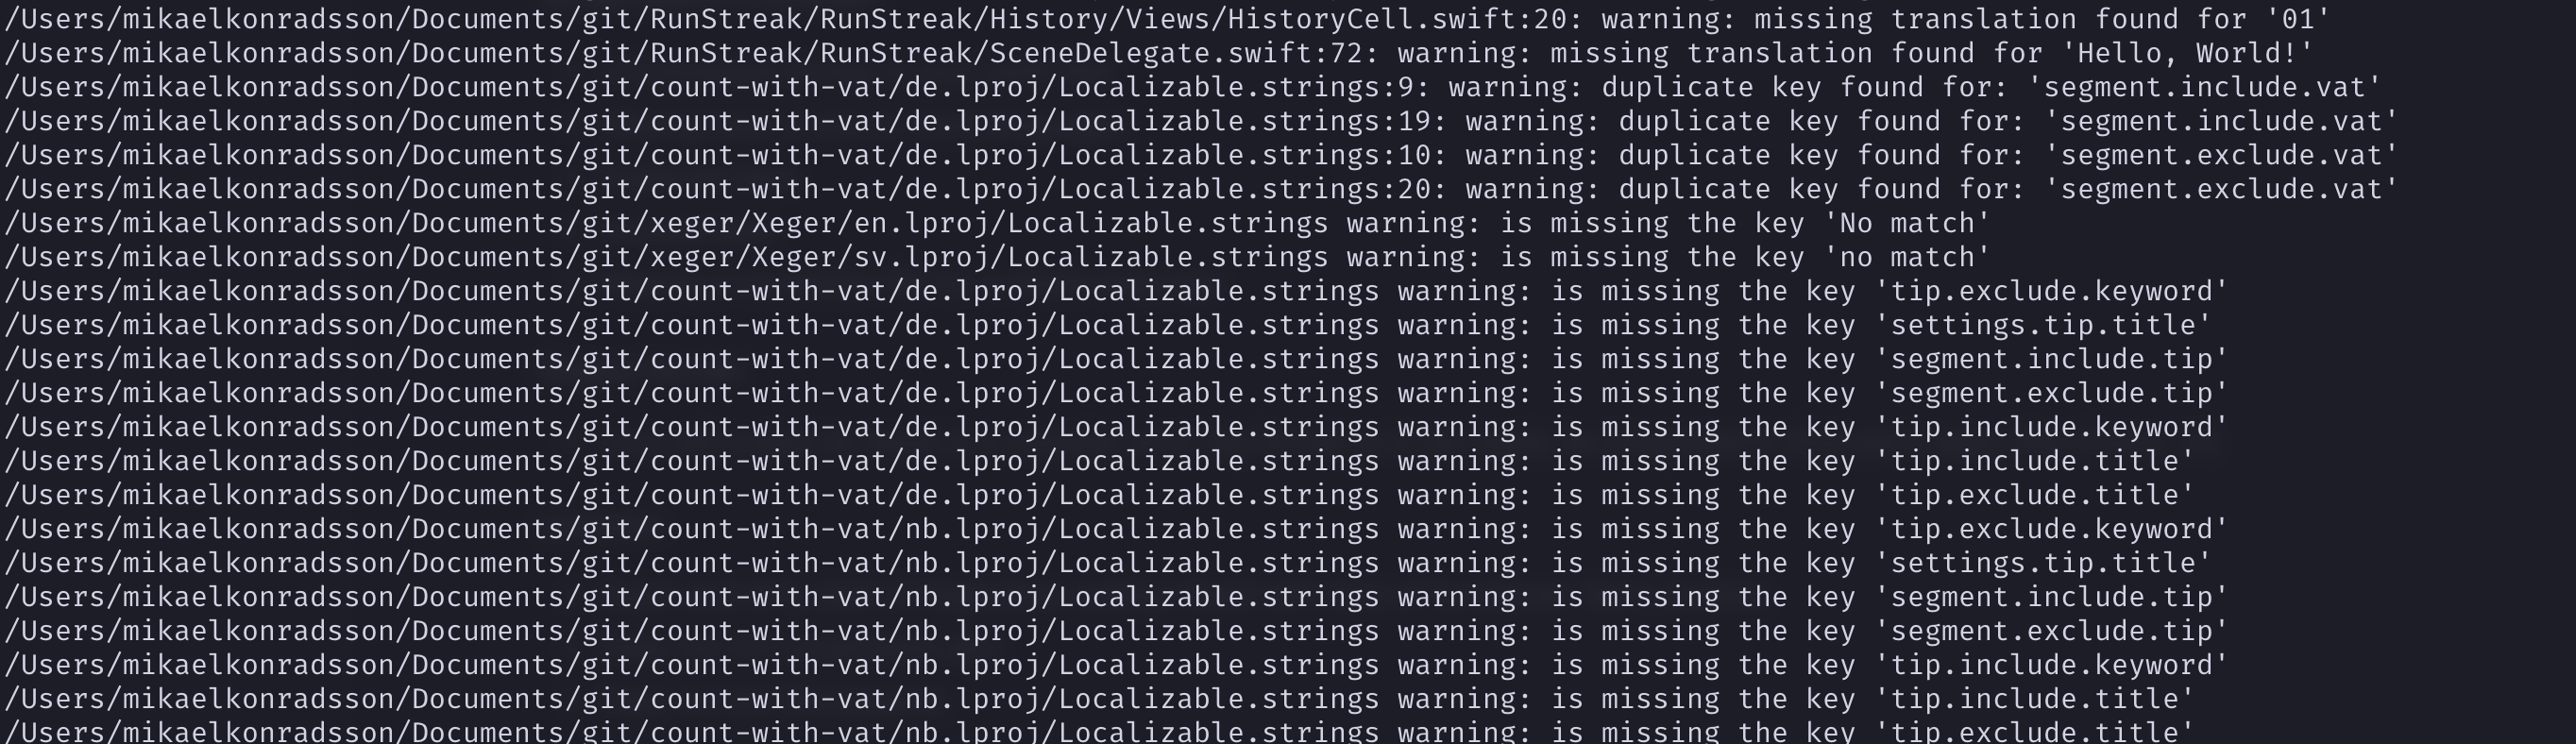 /Users/mikaelkonradsson/Documents/git/RunStreak/RunStreak/History/Views/HistoryCell.swift:20: warning: missing translation found for '01'
/Users/mikaelkonradsson/Documents/git/RunStreak/RunStreak/SceneDelegate.swift:72: warning: missing translation found for 'Hello, World!'
/Users/mikaelkonradsson/Documents/git/count-with-vat/de.lproj/Localizable.strings:9: warning: duplicate key found for: 'segment.include.vat'
/Users/mikaelkonradsson/Documents/git/count-with-vat/de.lproj/Localizable.strings:19: warning: duplicate key found for: 'segment.include.vat'
/Users/mikaelkonradsson/Documents/git/count-with-vat/de.lproj/Localizable.strings:10: warning: duplicate key found for: 'segment.exclude.vat'
/Users/mikaelkonradsson/Documents/git/count-with-vat/de.lproj/Localizable.strings:20: warning: duplicate key found for: 'segment.exclude.vat'
/Users/mikaelkonradsson/Documents/git/xeger/Xeger/en.lproj/Localizable.strings warning: is missing the key 'No match'
/Users/mikaelkonradsson/Documents/git/xeger/Xeger/sv.lproj/Localizable.strings warning: is missing the key 'no match'
/Users/mikaelkonradsson/Documents/git/count-with-vat/de.lproj/Localizable.strings warning: is missing the key 'tip.exclude.keyword'
/Users/mikaelkonradsson/Documents/git/count-with-vat/de.lproj/Localizable.strings warning: is missing the key 'settings.tip.title'
/Users/mikaelkonradsson/Documents/git/count-with-vat/de.lproj/Localizable.strings warning: is missing the key 'segment.include.tip'
/Users/mikaelkonradsson/Documents/git/count-with-vat/de.lproj/Localizable.strings warning: is missing the key 'segment.exclude.tip'
/Users/mikaelkonradsson/Documents/git/count-with-vat/de.lproj/Localizable.strings warning: is missing the key 'tip.include.keyword'
/Users/mikaelkonradsson/Documents/git/count-with-vat/de.lproj/Localizable.strings warning: is missing the key 'tip.include.title'
/Users/mikaelkonradsson/Documents/git/count-with-vat/de.lproj/Localizable.strings warning: is missing the key 'tip.exclude.title'
/Users/mikaelkonradsson/Documents/git/count-with-vat/nb.lproj/Localizable.strings warning: is missing the key 'tip.exclude.keyword'
/Users/mikaelkonradsson/Documents/git/count-with-vat/nb.lproj/Localizable.strings warning: is missing the key 'settings.tip.title'
/Users/mikaelkonradsson/Documents/git/count-with-vat/nb.lproj/Localizable.strings warning: is missing the key 'segment.include.tip'
/Users/mikaelkonradsson/Documents/git/count-with-vat/nb.lproj/Localizable.strings warning: is missing the key 'segment.exclude.tip'
/Users/mikaelkonradsson/Documents/git/count-with-vat/nb.lproj/Localizable.strings warning: is missing the key 'tip.include.keyword'
/Users/mikaelkonradsson/Documents/git/count-with-vat/nb.lproj/Localizable.strings warning: is missing the key 'tip.include.title'
/Users/mikaelkonradsson/Documents/git/count-with-vat/nb.lproj/Localizable.strings warning: is missing the key 'tip.exclude.title'